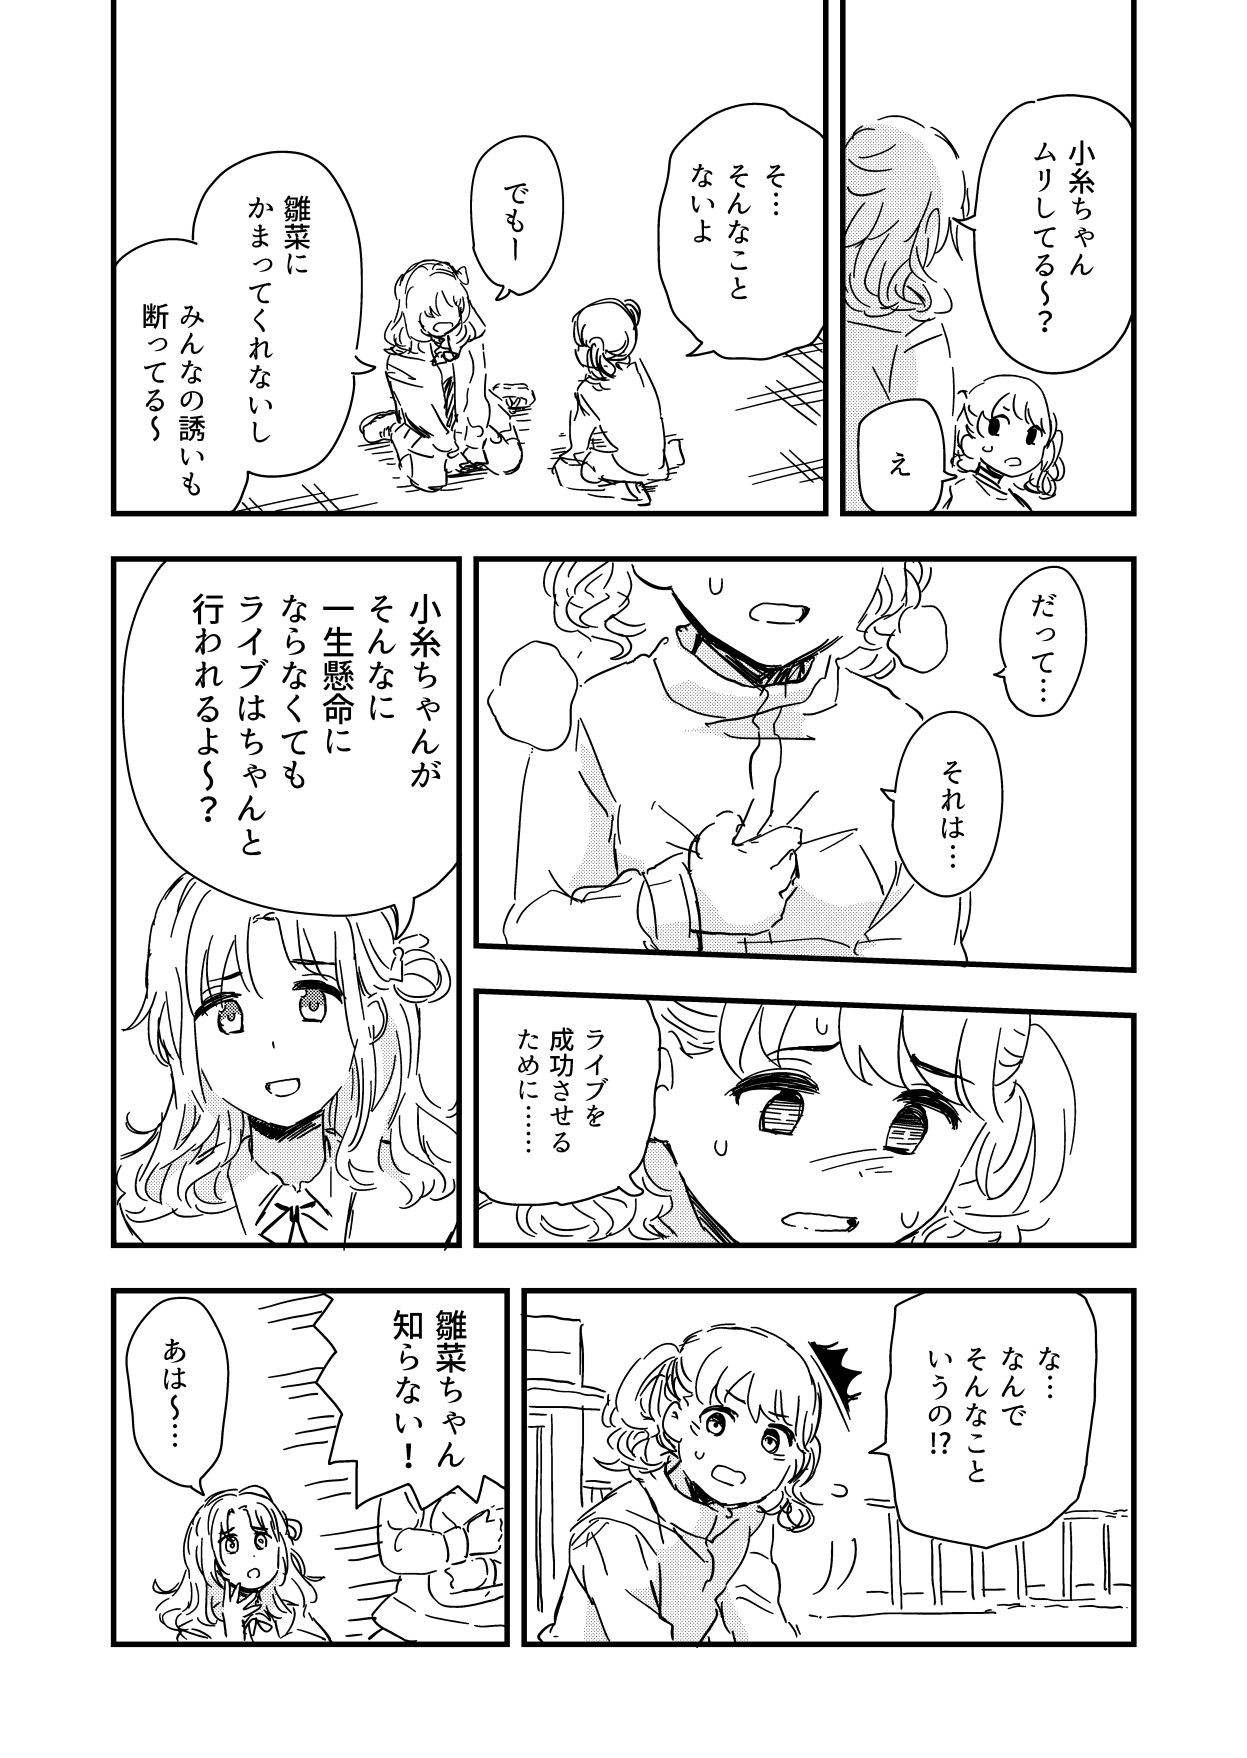 小糸ちゃん
ムリしてる〜？
え
そ…
そんなこと
ないよ
でもー
雛菜に
かまってくれないし
みんなの誘いも
断ってる〜
だって…
それは…
ライブを
成功させる
ために……
小糸ちゃんが
そんなに
一生懸命に
ならなくても
ライブはちゃんと
行われるよ〜？
な…
なんで
そんなこと
いうの!?
雛菜ちゃん
知らない！
あは〜…